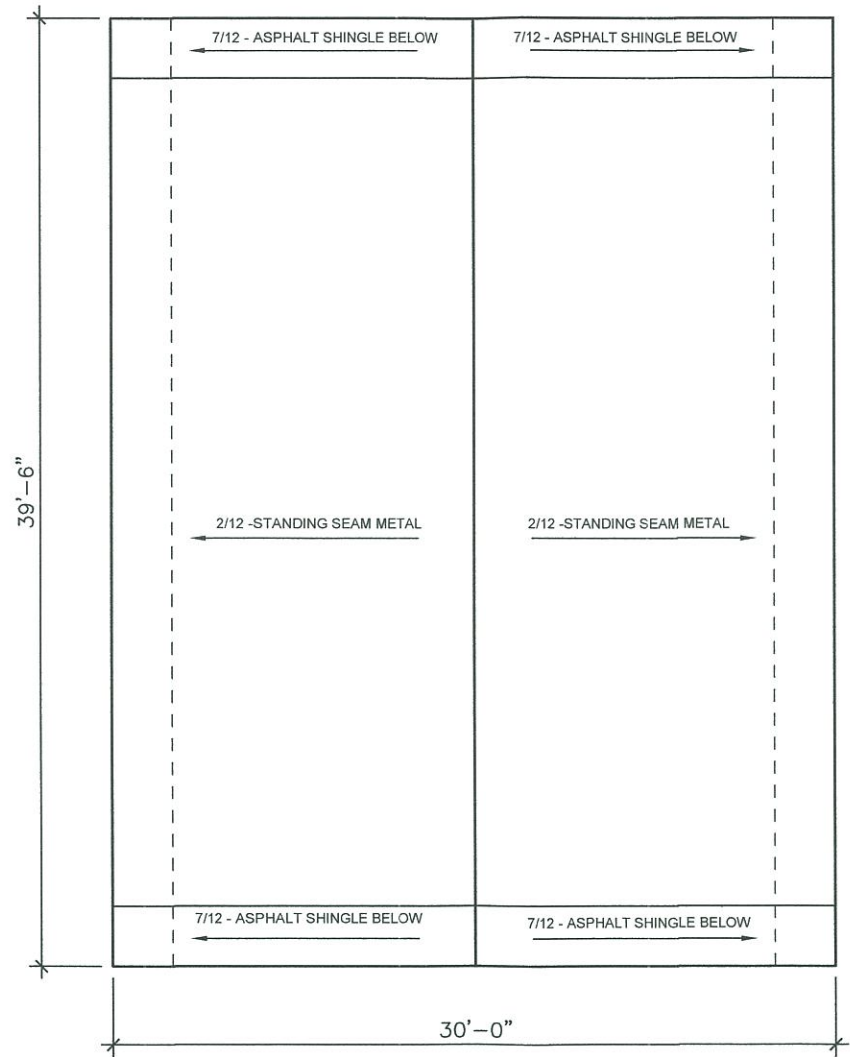 7/12 - ASPHALT SHINGLE BELOW
7/12 - ASPHALT SHINGLE BELOW
39'-6"
2/12 -STANDING SEAM METAL
2/12 -STANDING SEAM METAL
7/12 - ASPHALT SHINGLE BELOW
7/12 - ASPHALT SHINGLE BELOW
30'-0"